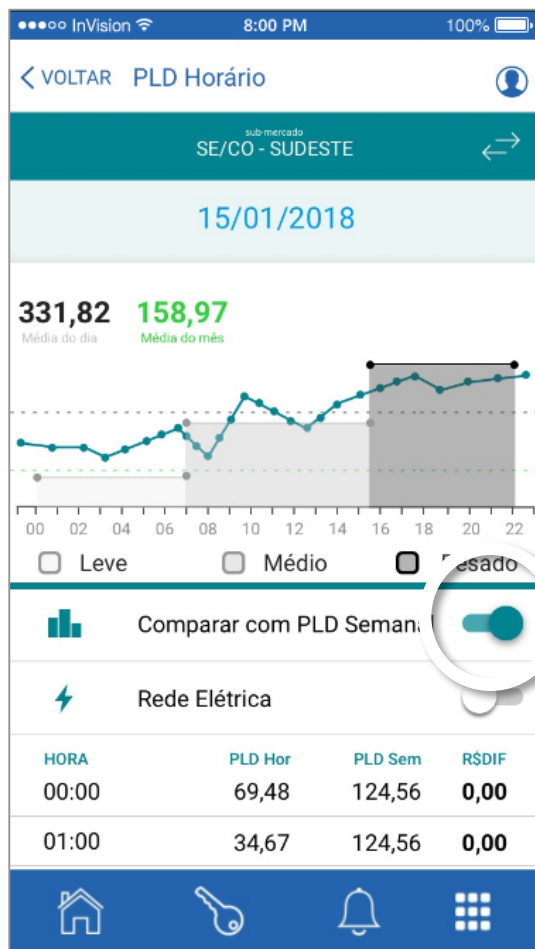 InVision 8:00 PM 100%
VOLTAR PLD Horário
sub-mercado
SE/CO - SUDESTE
15/01/2018
331,82 158,97
Média do dia Média do mês
00 02 04 06 08 10 12 14 16 18 20 22
Leve Médio Pesado
Comparar com PLD Semanal
Rede Elétrica
HORA PLD Hor PLD Sem R$DIF
00:00 69,48 124,56 0,00
01:00 34,67 124,56 0,00